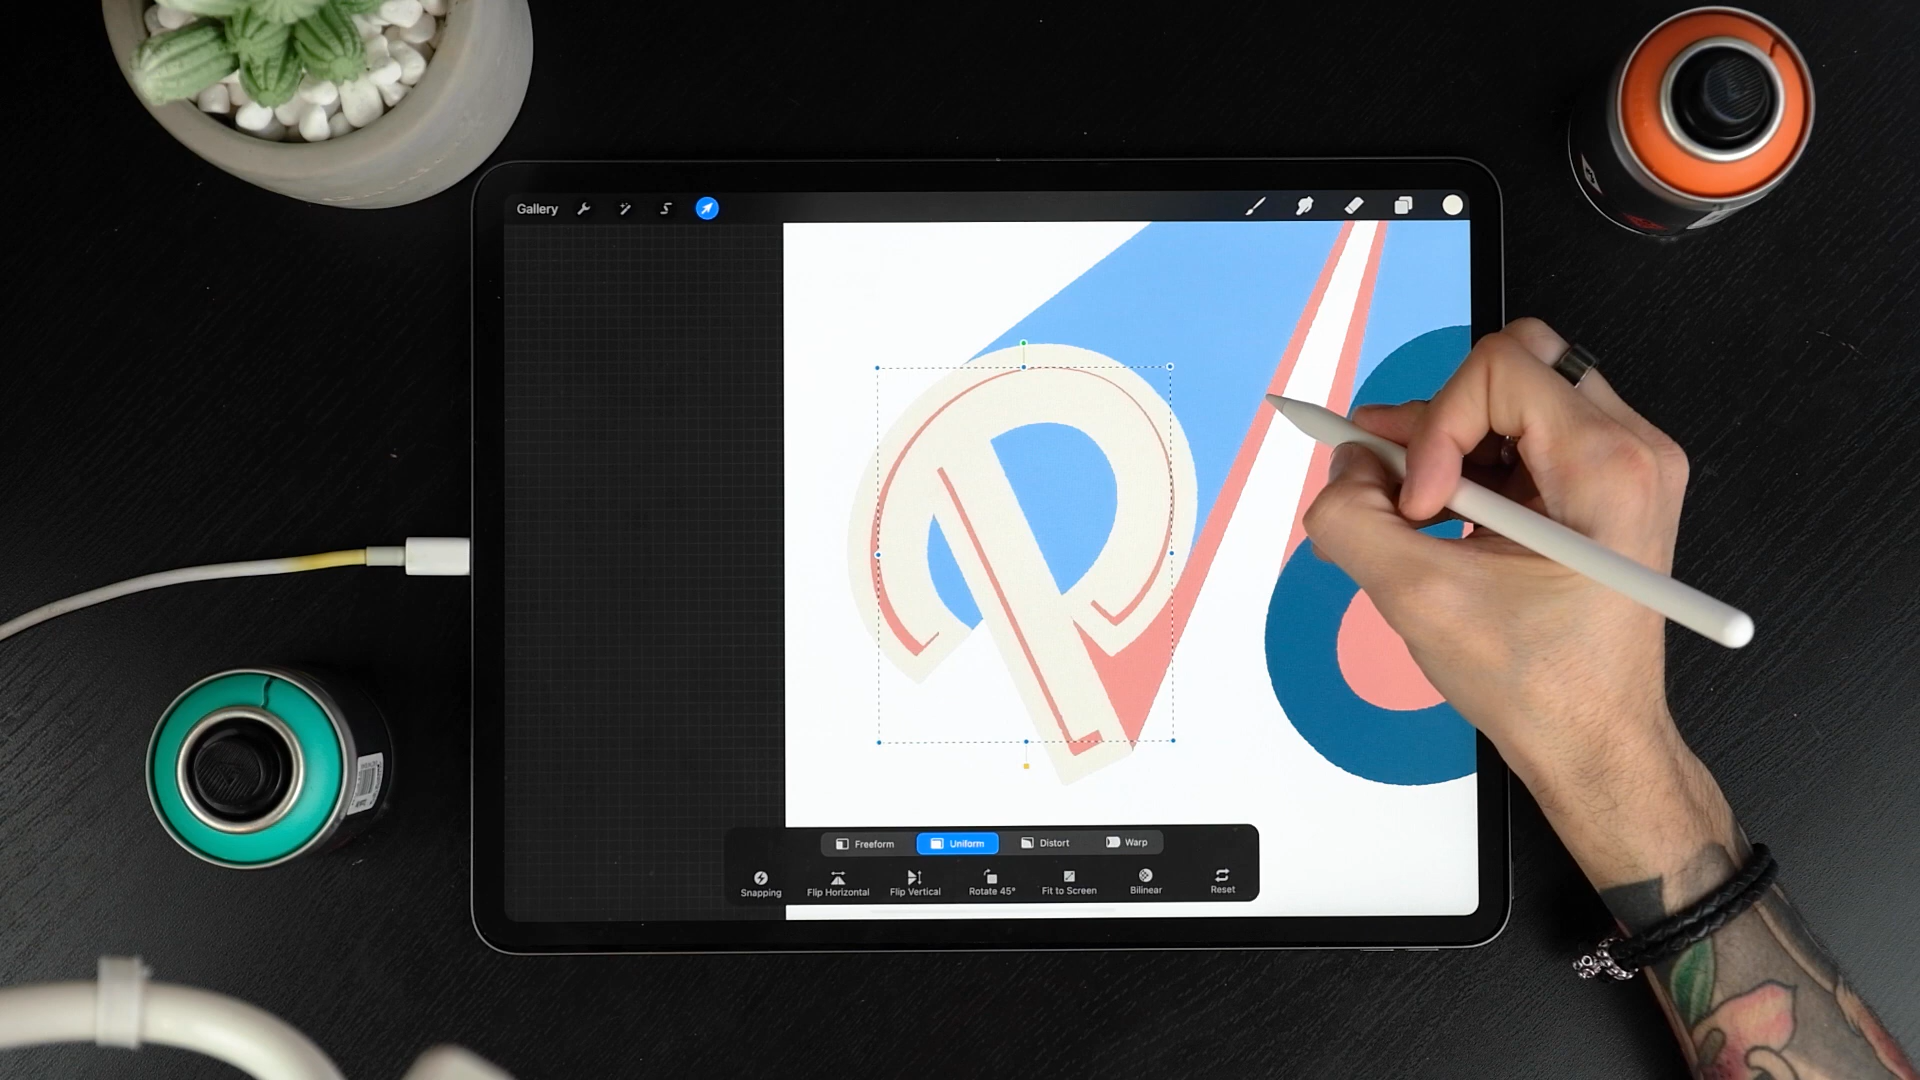 Gallery
Freeform Uniform Distort Warp
Snapping Flip Horizontal Flip Vertical Rotate 45° Fit to Screen Bilinear Reset